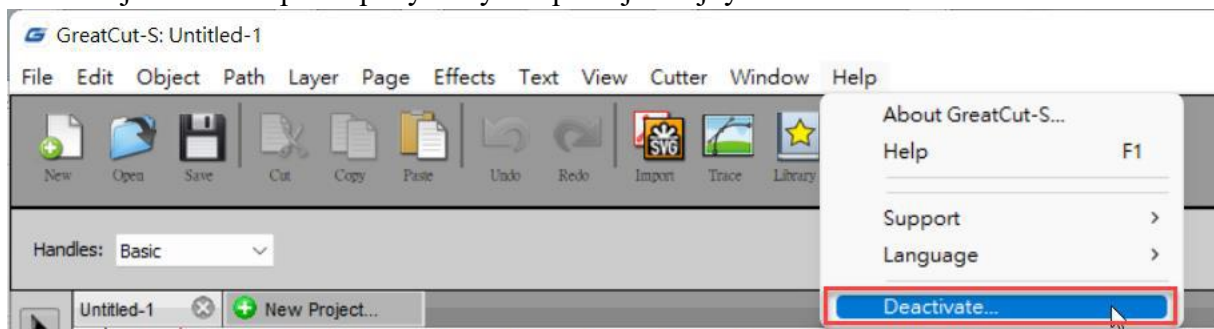 GreatCut-S: Untitled-1
File Edit Object Path Layer Page Effects Text View Cutter Window Help
New Open Save Cut Copy Paste Undo Redo Import Trace Library
SVG
About GreatCut-S...
Help F1
Support >
Language >
Deactivate...
Handles: Basic
Untitled-1 New Project...